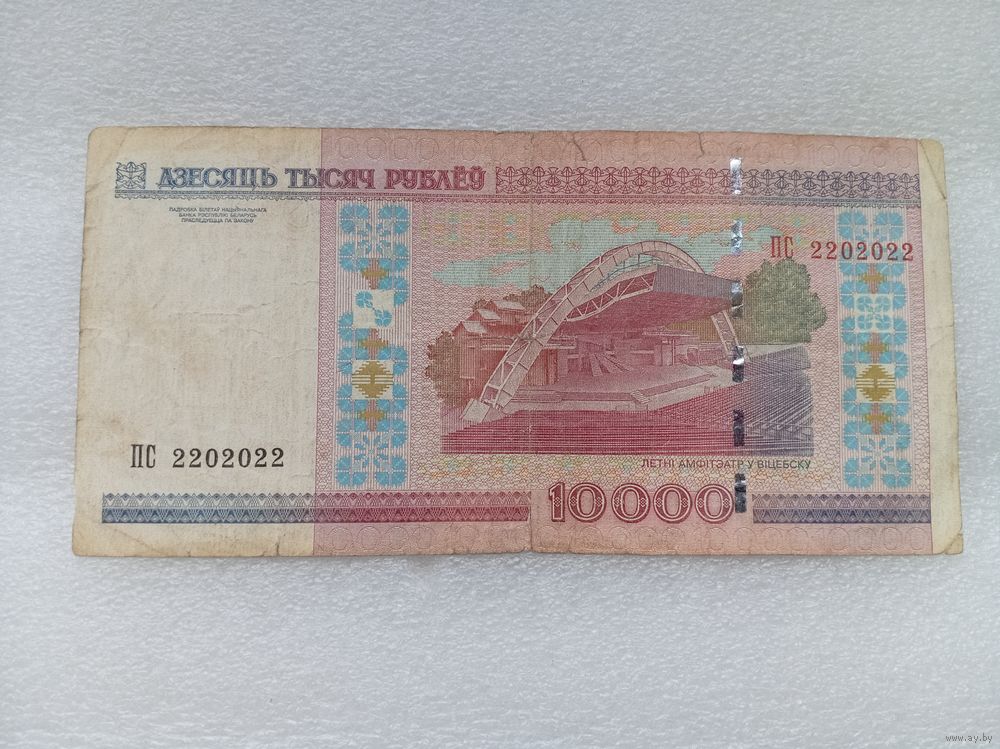 ДЗЕСЯЦЬ ТЫСЯЧ РУБЛЁЎ
ПАДРОБКА БІЛЕТАЎ НАЦЫЯНАЛЬНАГА
БАНКА РЭСПУБЛІКІ БЕЛАРУСЬ
ПРАСЛЕДУЕЦЦА ПА ЗАКОНУ
ПС 2202022
ПС 2202022
ЛЕТНІ АМФІТЭАТР У ВІЦЕБСКУ
10000
www.ay.by